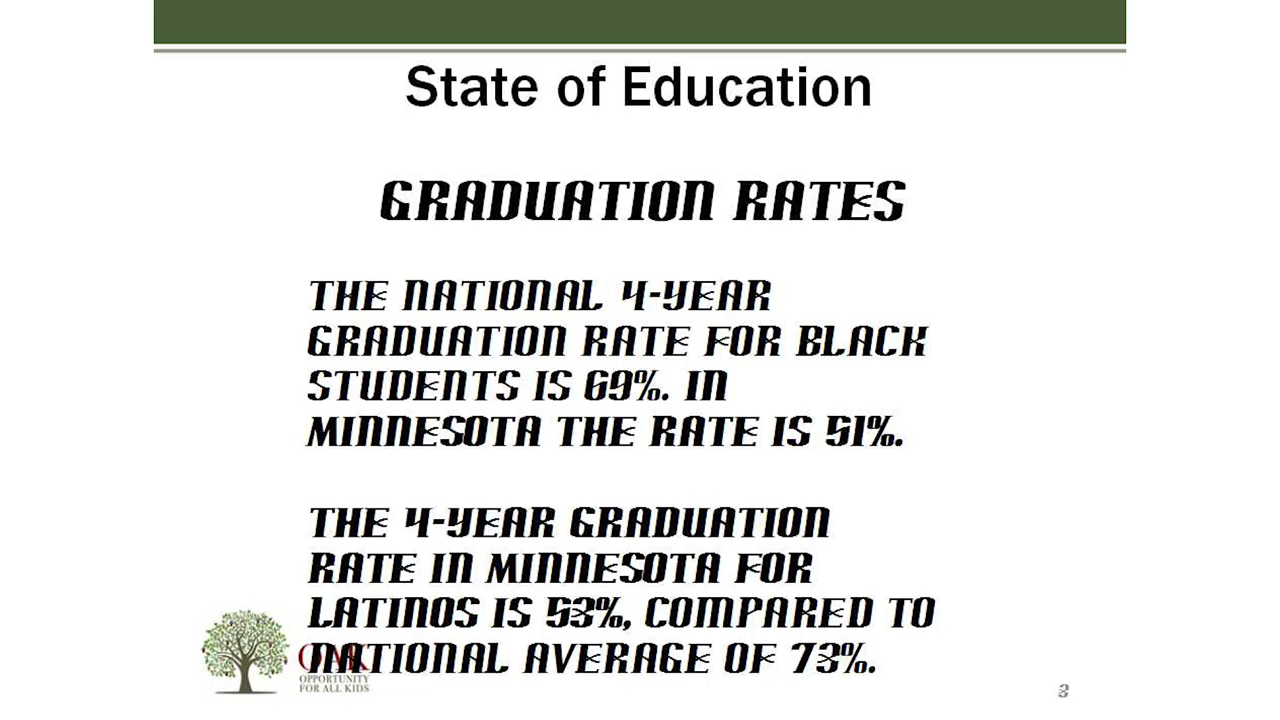 State of Education
GRADUATION RATES
THE NATIONAL 4-YEAR
GRADUATION RATE FOR BLACK
STUDENTS IS 69%. IN
MINNESOTA THE RATE IS 51%.
THE 4-YEAR GRADUATION
RATE IN MINNESOTA FOR
LATINOS IS 53%, COMPARED TO
NATIONAL AVERAGE OF 73%.
OAK
OPPORTUNITY
FOR ALL KIDS
3